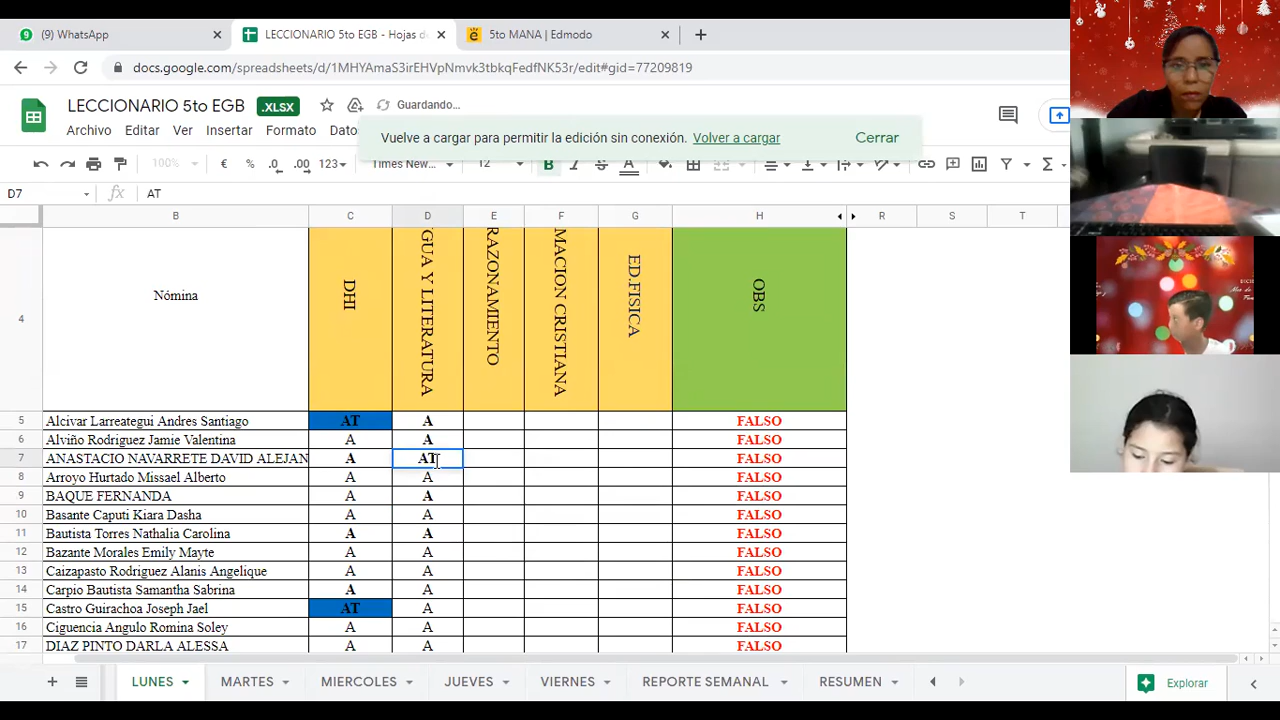 (9) WhatsApp
LECCIONARIO 5to EGB - Hojas de
5to MANA | Edmodo
docs.google.com/spreadsheets/d/1MHYAmaS3irEHVpNmvk3tbkqFedfNK53r/edit#gid=77209819
LECCIONARIO 5to EGB .XLSX Guardando…
Archivo Editar Ver Insertar Formato Dato
Vuelve a cargar para permitir la edición sin conexión. Volver a cargar Cerrar
100% € % .0 .00 123 Times New... 12 B I S A
D7 fx AT
B C D E F G H R S T
4 Nómina DHI GUA Y LITERATURA RAZONAMIENTO MACION CRISTIANA ED.FISICA OBS
5 Alcivar Larreategui Andres Santiago AT A FALSO
6 Alviño Rodriguez Jamie Valentina A A FALSO
7 ANASTACIO NAVARRETE DAVID ALEJAN A AT FALSO
8 Arroyo Hurtado Missael Alberto A A FALSO
9 BAQUE FERNANDA A A FALSO
10 Basante Caputi Kiara Dasha A A FALSO
11 Bautista Torres Nathalia Carolina A A FALSO
12 Bazante Morales Emily Mayte A A FALSO
13 Caizapasto Rodriguez Alanis Angelique A A FALSO
14 Carpio Bautista Samantha Sabrina A A FALSO
15 Castro Guirachoa Joseph Jael AT A FALSO
16 Ciguencia Angulo Romina Soley A A FALSO
17 DIAZ PINTO DARLA ALESSA A A FALSO
LUNES MARTES MIERCOLES JUEVES VIERNES REPORTE SEMANAL RESUMEN Explorar